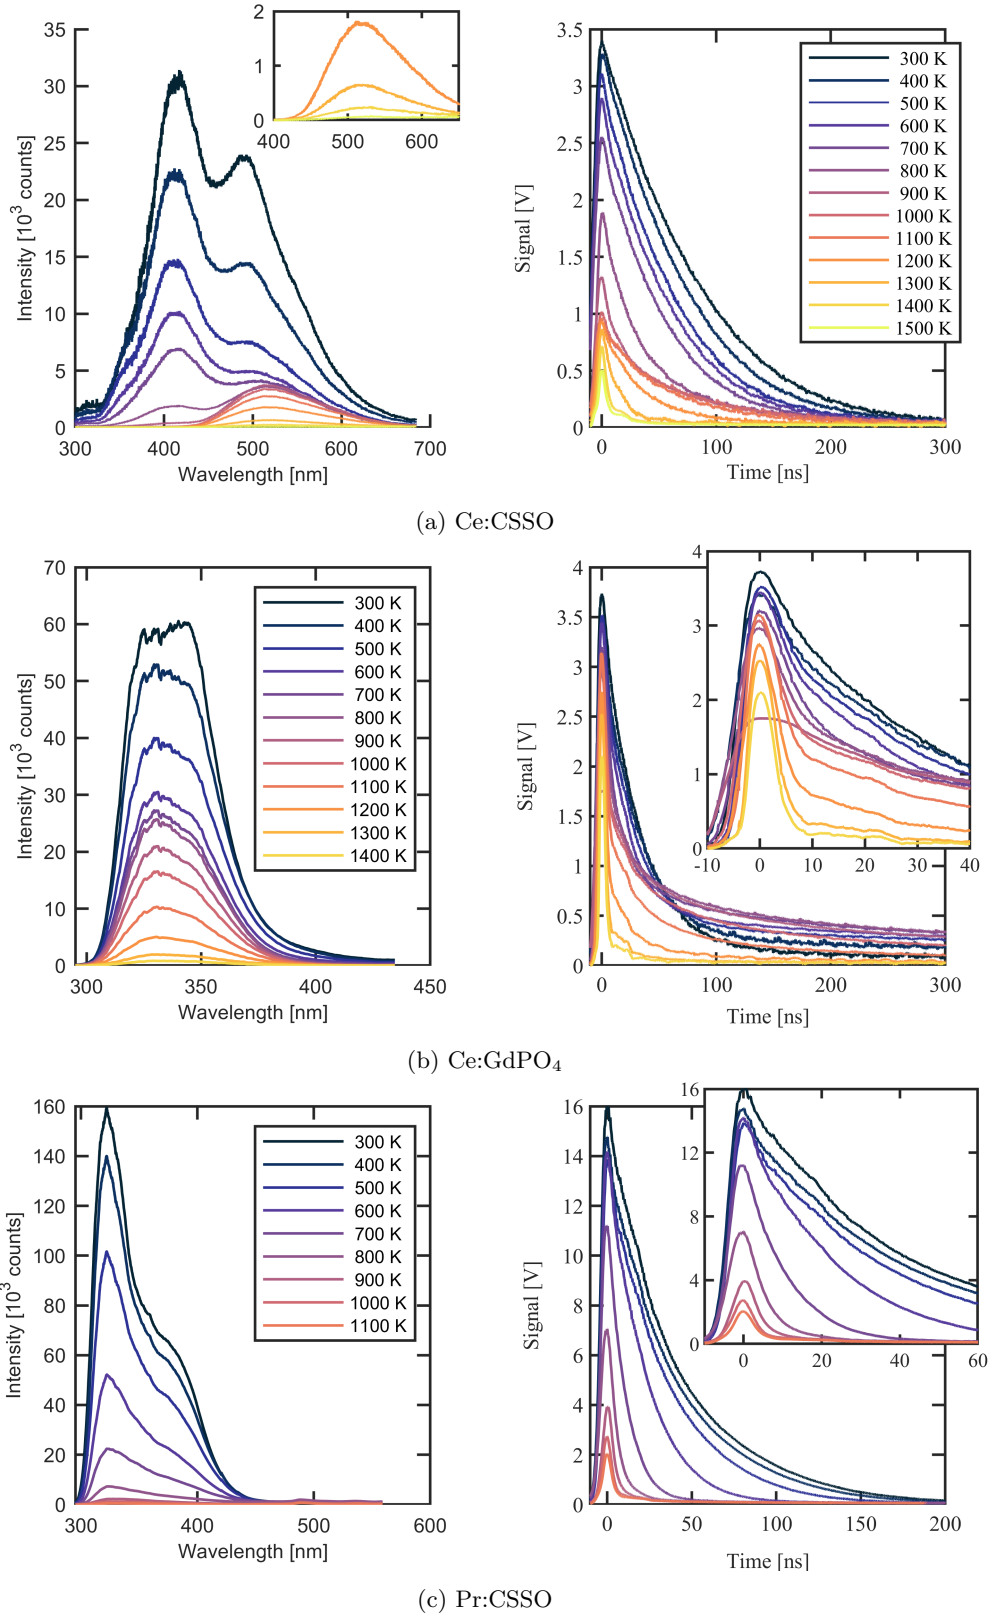 35
30
25
20
15
10
5
0
Intensity [10³ counts]
300 400 500 600 700
Wavelength [nm]
2
1
0
400 500 600
3.5
3
2.5
2
1.5
1
0.5
0
Signal [V]
0 100 200 300
Time [ns]
300 K
400 K
500 K
600 K
700 K
800 K
900 K
1000 K
1100 K
1200 K
1300 K
1400 K
1500 K
(a) Ce:CSSO
70
60
50
40
30
20
10
0
Intensity [10³ counts]
300 350 400 450
Wavelength [nm]
300 K
400 K
500 K
600 K
700 K
800 K
900 K
1000 K
1100 K
1200 K
1300 K
1400 K
4
3.5
3
2.5
2
1.5
1
0.5
0
Signal [V]
0 100 200 300
Time [ns]
4
3
2
1
0
-10 0 10 20 30 40
(b) Ce:GdPO₄
160
140
120
100
80
60
40
20
0
Intensity [10³ counts]
300 400 500 600
Wavelength [nm]
300 K
400 K
500 K
600 K
700 K
800 K
900 K
1000 K
1100 K
16
14
12
10
8
6
4
2
0
Signal [V]
0 50 100 150 200
Time [ns]
16
12
8
4
0
0 20 40 60
(c) Pr:CSSO